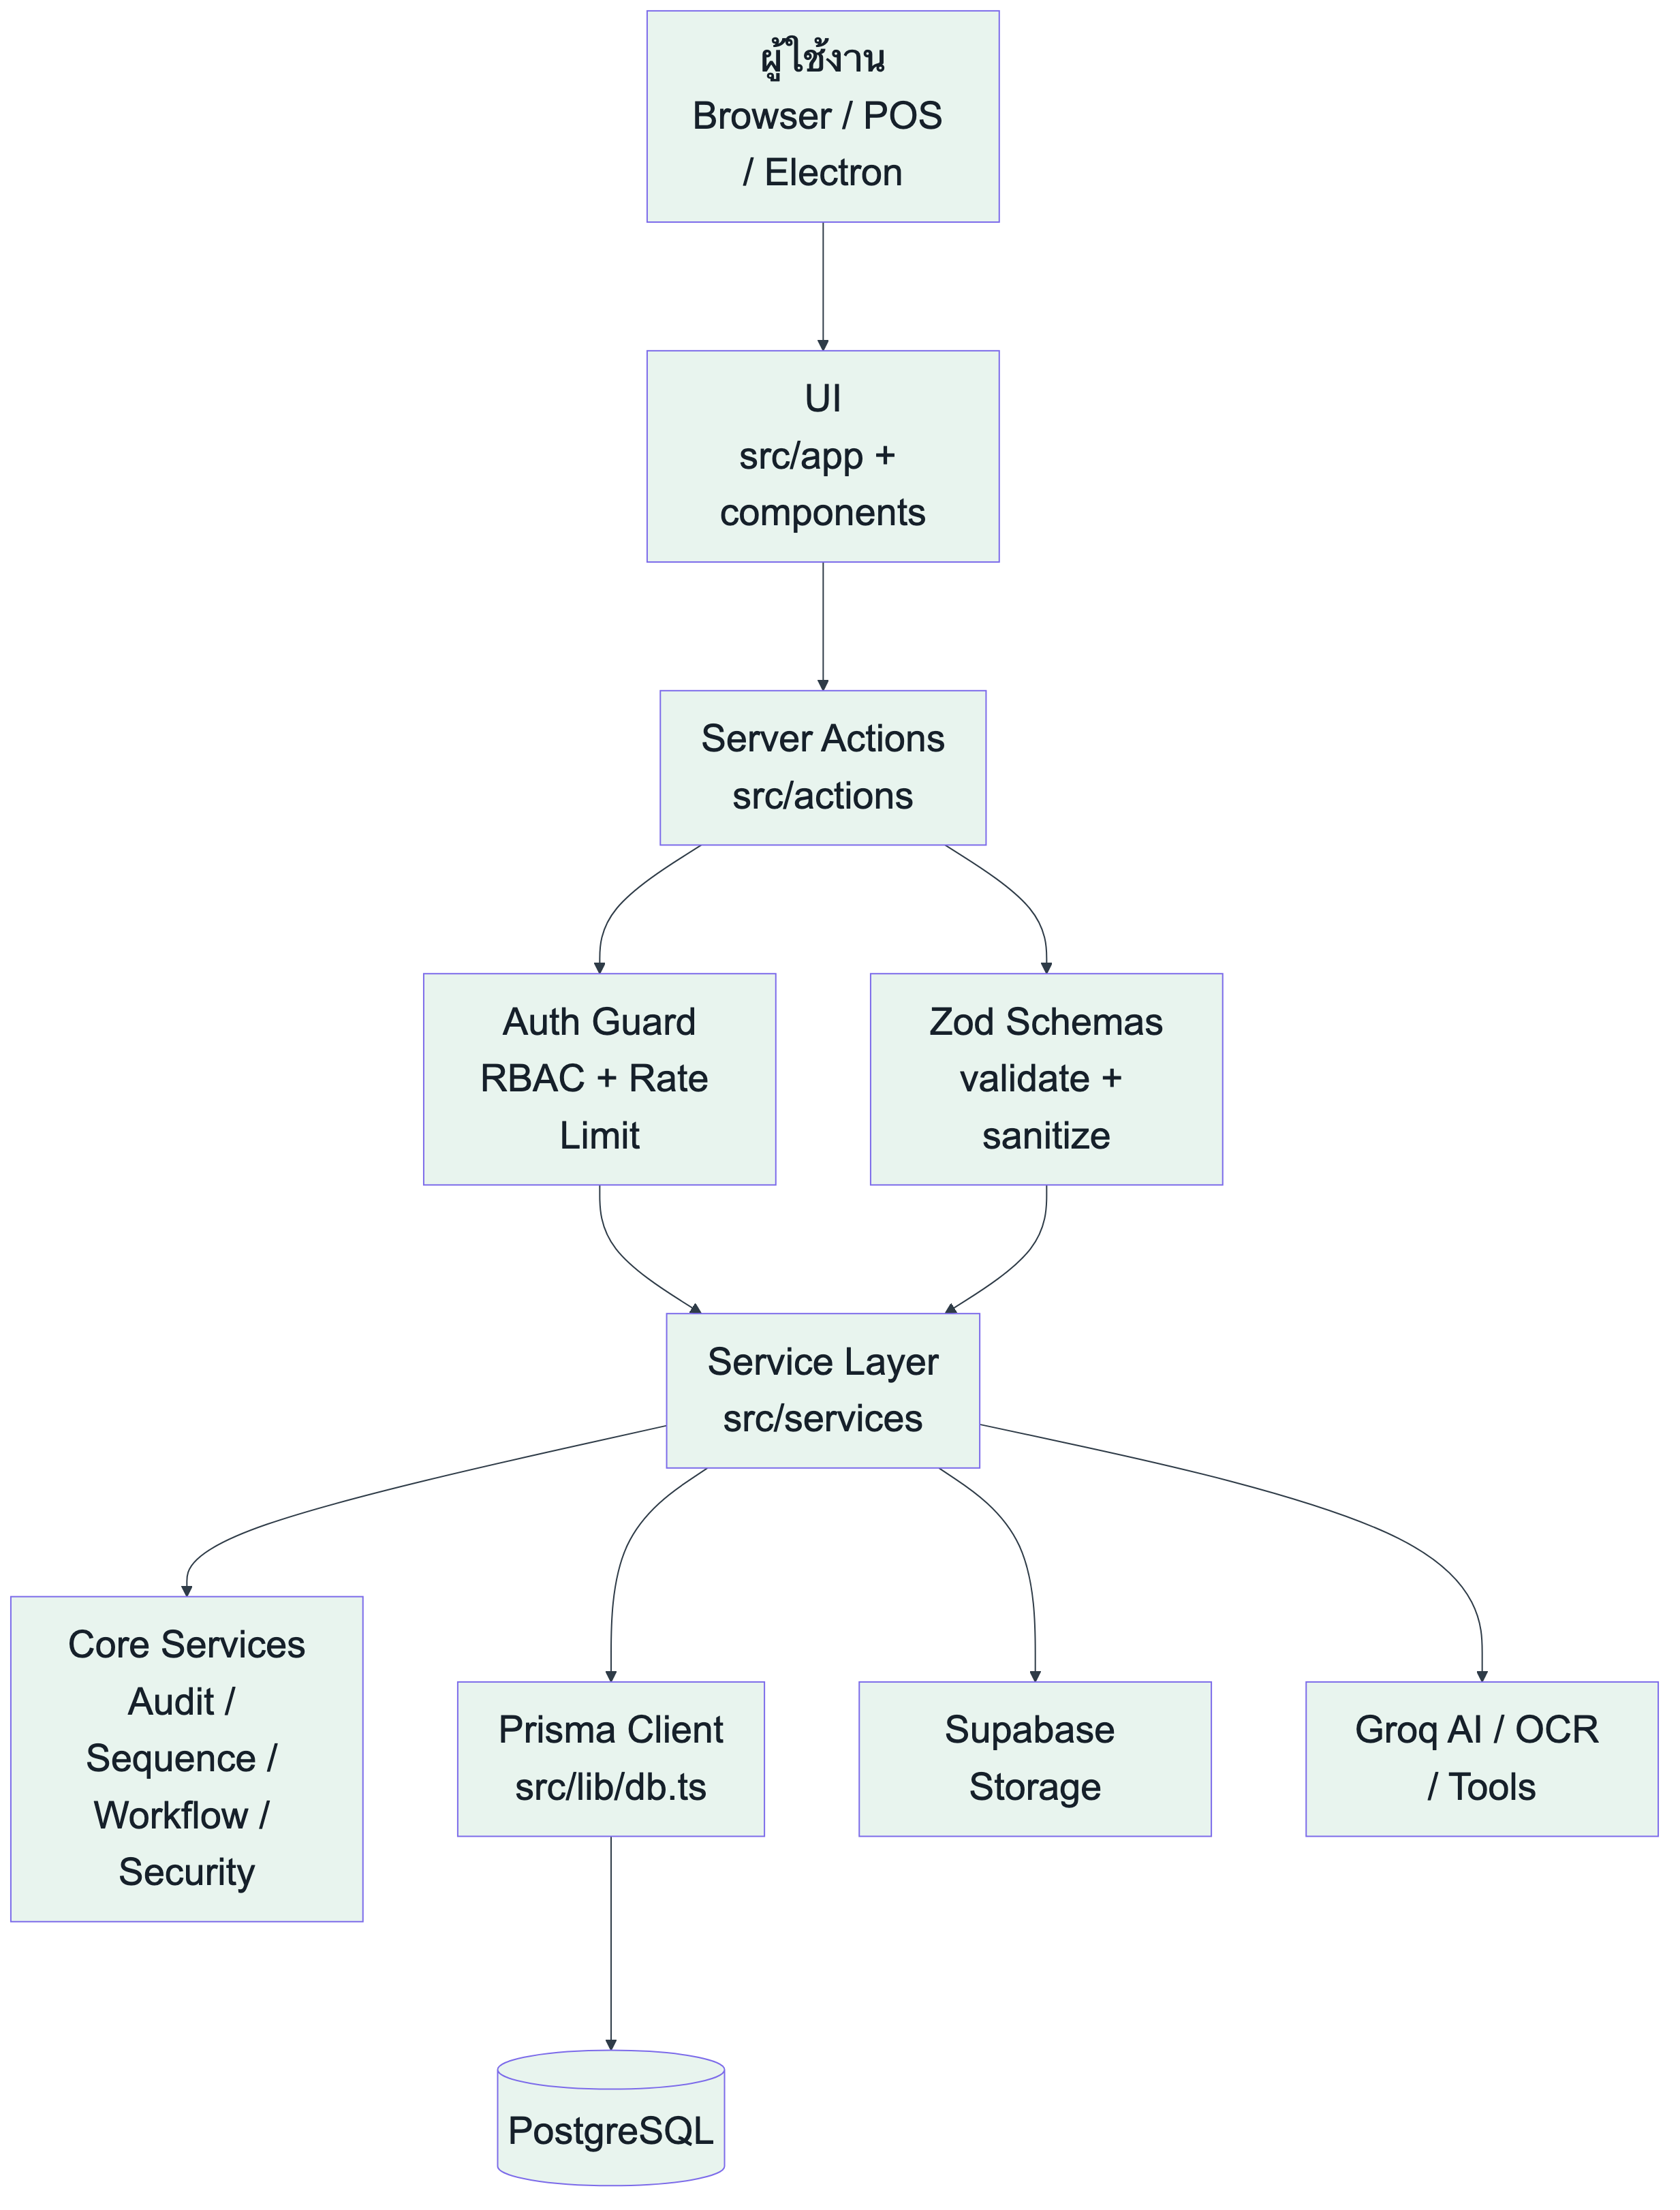 ผู้ใช้งาน
Browser / POS
/ Electron
UI
src/app +
components
Server Actions
src/actions
Auth Guard
RBAC + Rate
Limit
Zod Schemas
validate +
sanitize
Service Layer
src/services
Core Services
Audit /
Sequence /
Workflow /
Security
Prisma Client
src/lib/db.ts
Supabase
Storage
Groq AI / OCR
/ Tools
PostgreSQL